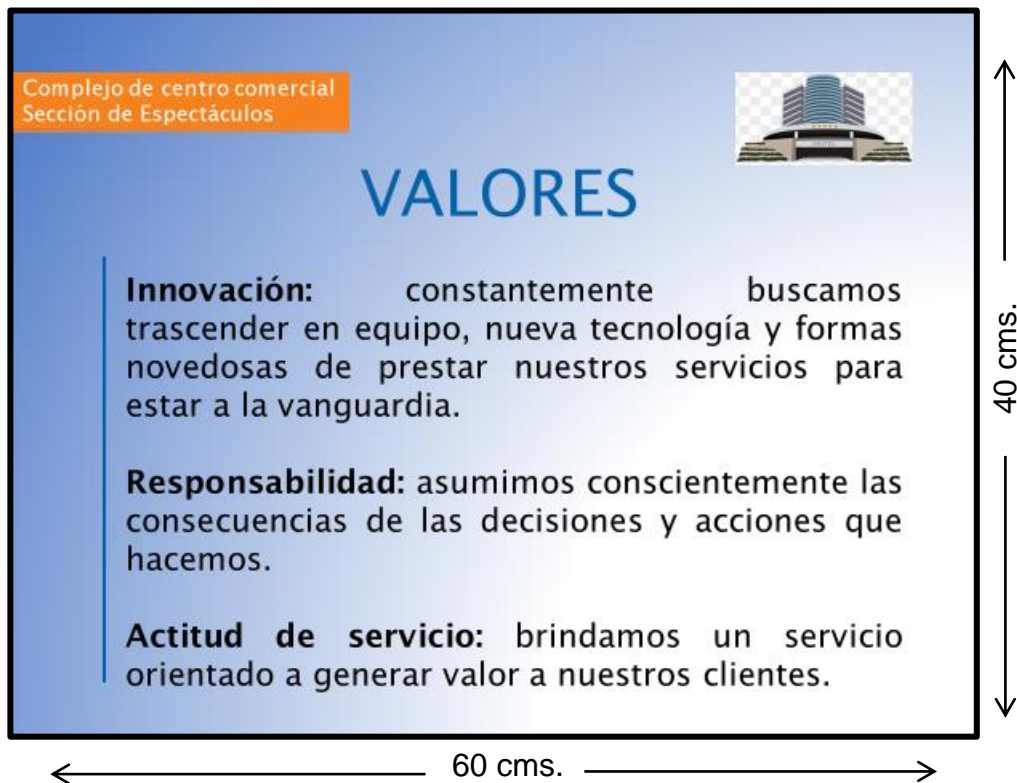 Complejo de centro comercial
Sección de Espectáculos
VALORES
Innovación: constantemente buscamos
trascender en equipo, nueva tecnología y formas
novedosas de prestar nuestros servicios para
estar a la vanguardia.
Responsabilidad: asumimos conscientemente las
consecuencias de las decisiones y acciones que
hacemos.
Actitud de servicio: brindamos un servicio
orientado a generar valor a nuestros clientes.
40 cms.
60 cms.